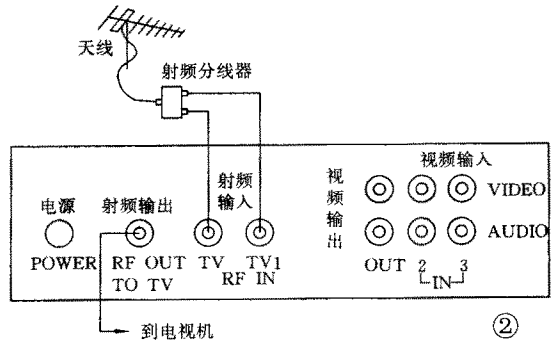 天线
射频分线器
视频输入
电源
射频输出
射频
输入
视频输出
VIDEO
AUDIO
POWER
RF OUT
TO TV
TV
TV1
RF IN
OUT
2
3
IN
到电视机
②